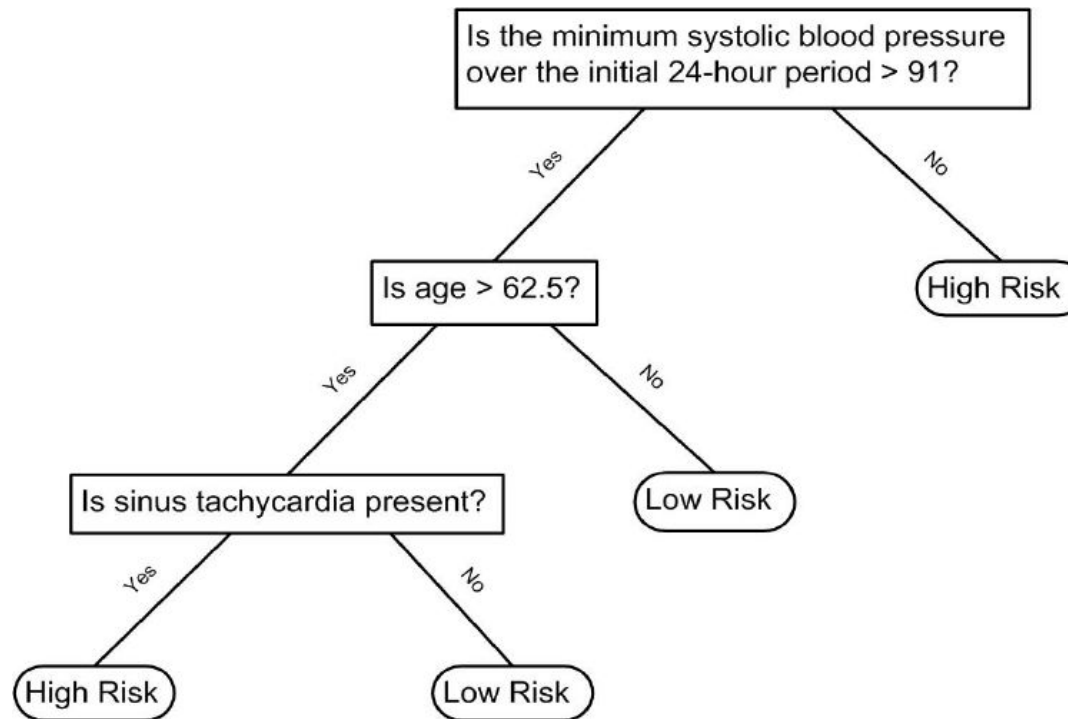 Is the minimum systolic blood pressure
over the initial 24-hour period > 91?
Yes
No
Is age > 62.5?
High Risk
Yes
No
Is sinus tachycardia present?
Low Risk
Yes
No
High Risk
Low Risk